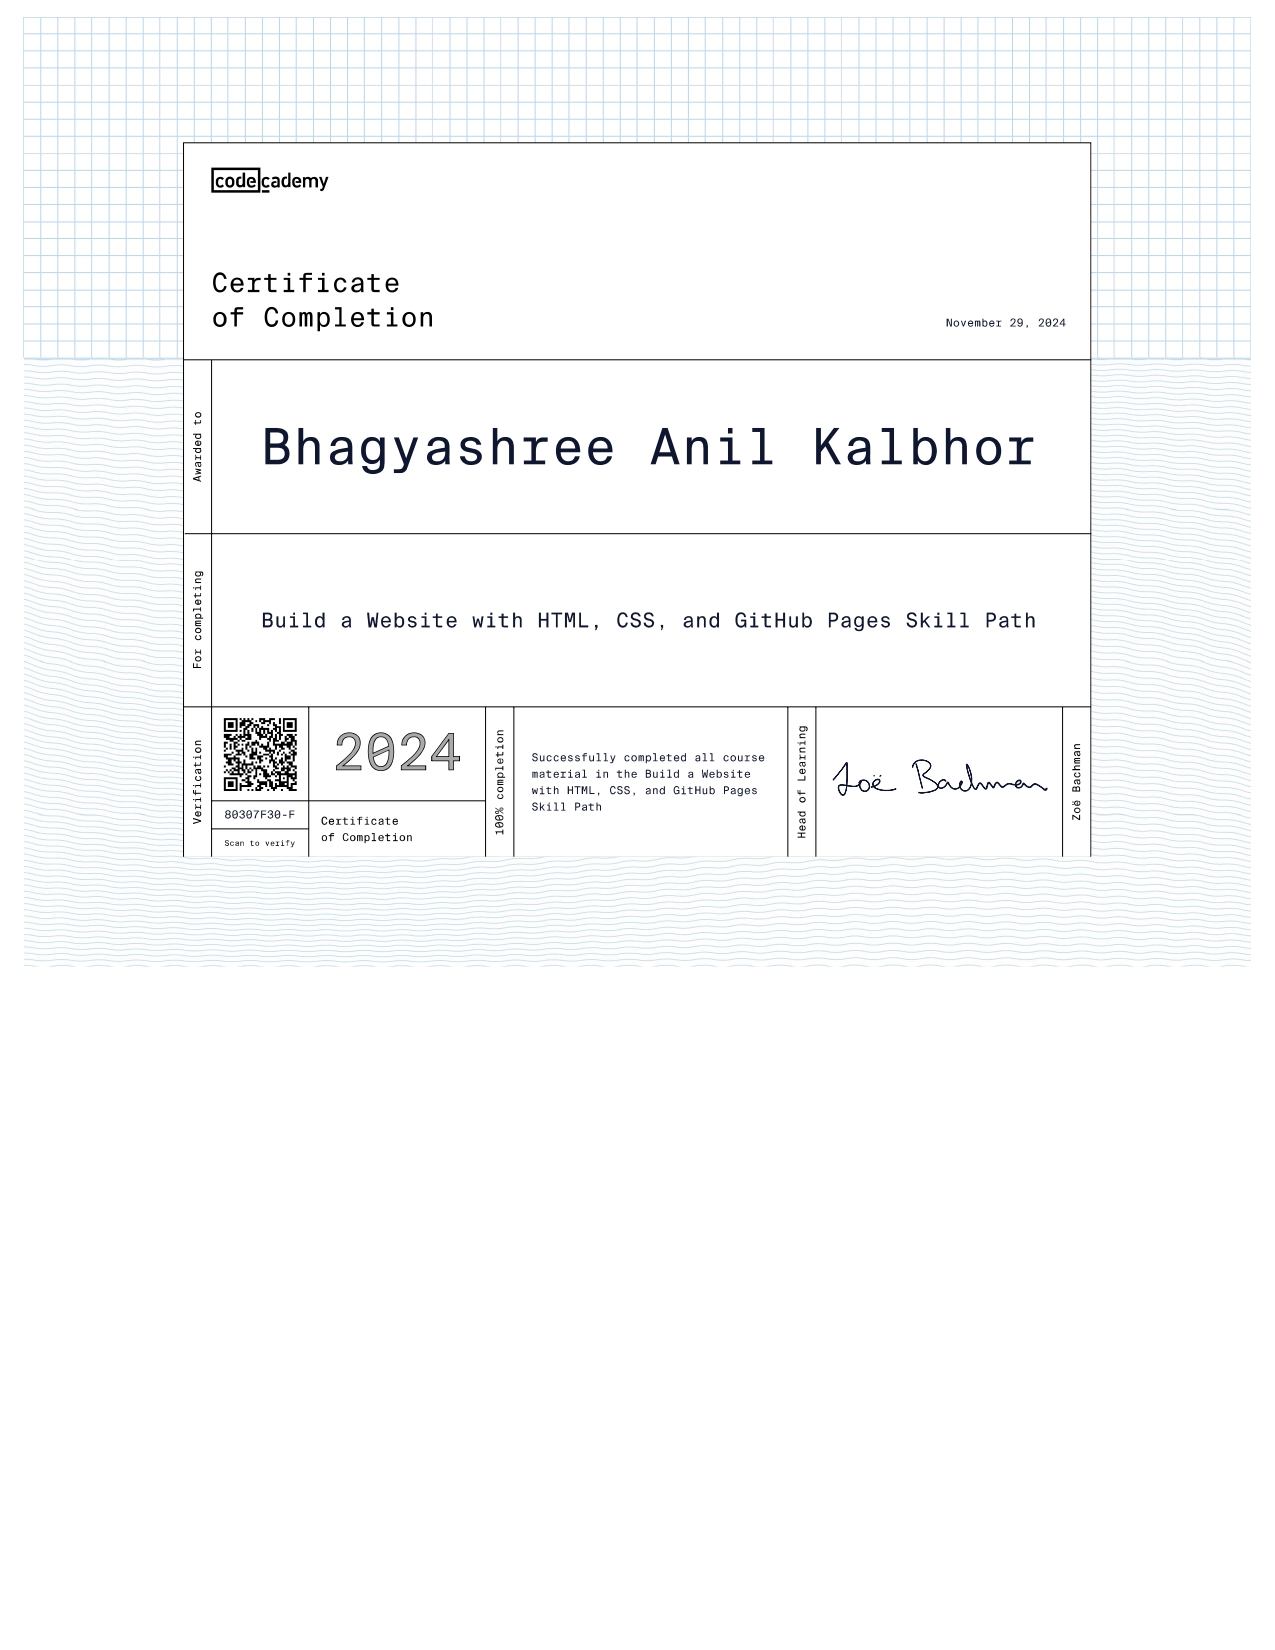 codecademy
Certificate
of Completion
November 29, 2024
Awarded to
Bhagyashree Anil Kalbhor
For completing
Build a Website with HTML, CSS, and GitHub Pages Skill Path
Verification
80307F30-F
Scan to verify
2024
Certificate
of Completion
100% completion
Successfully completed all course
material in the Build a Website
with HTML, CSS, and GitHub Pages
Skill Path
Head of Learning
Zoë Bachman
Zoë Bachman